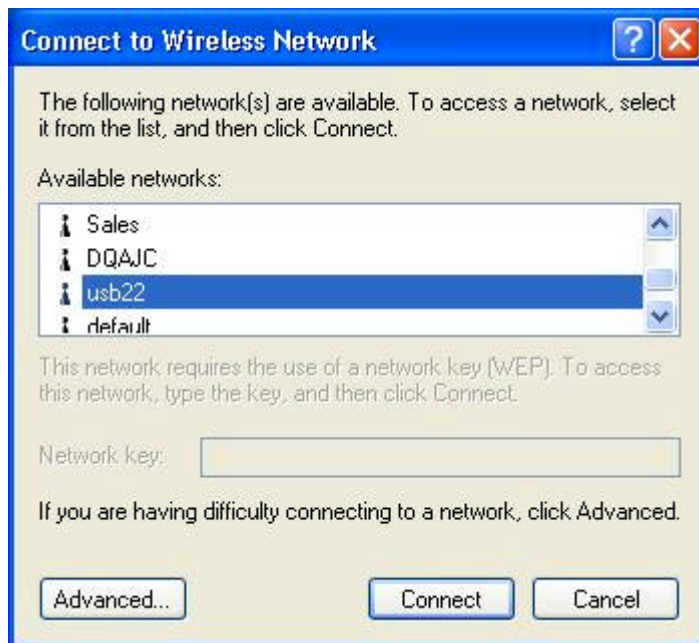 Connect to Wireless Network
The following network(s) are available. To access a network, select
it from the list, and then click Connect.
Available networks:
Sales
DQAJC
usb22
default
This network requires the use of a network key (WEP). To access
this network, type the key, and then click Connect.
Network key:
If you are having difficulty connecting to a network, click Advanced.
Advanced... Connect Cancel